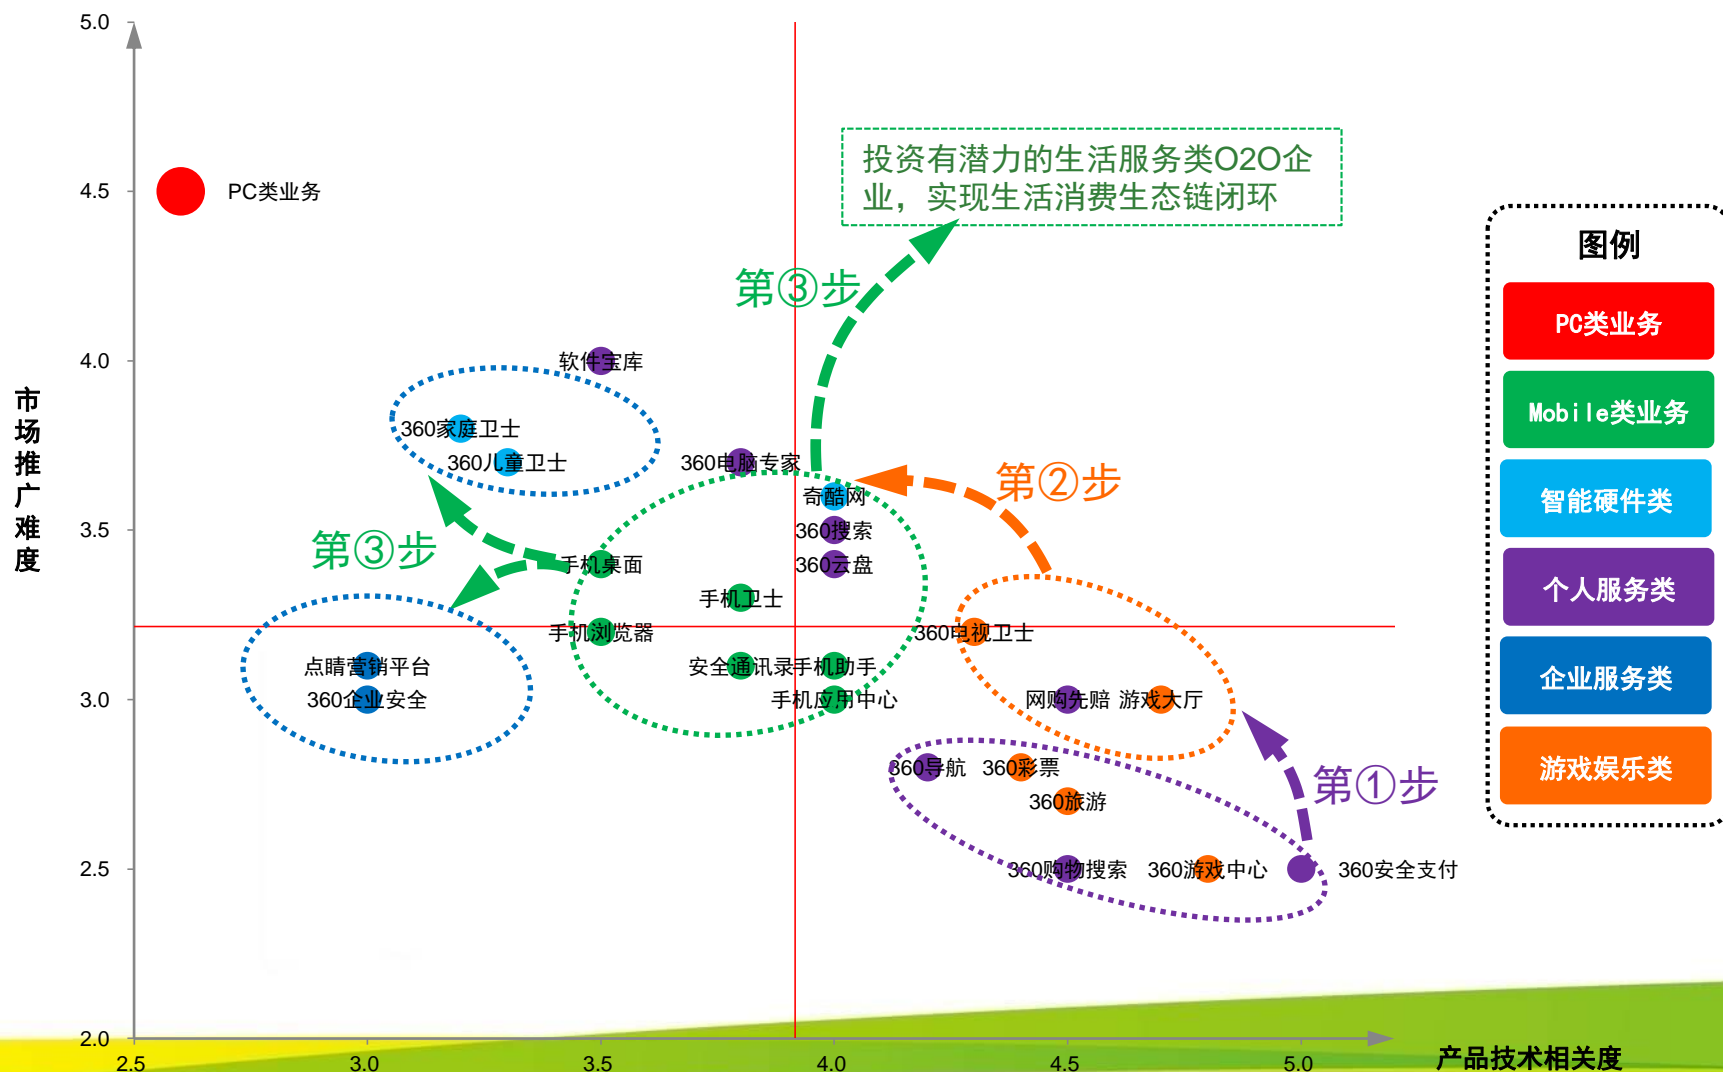 5.0
投资有潜力的生活服务类O2O企
业，实现生活消费生态链闭环
4.5
PC类业务
图例
第③步
PC类业务
4.0
软件宝库
市场推广难度
Mobile类业务
360家庭卫士
360儿童卫士
360电脑专家
第②步
奇酷网
智能硬件类
3.5
360搜索
第③步
手机桌面
360云盘
个人服务类
手机卫士
手机浏览器
360电视卫士
点睛营销平台
安全通讯录
手机助手
企业服务类
3.0
360企业安全
手机应用中心
网购先赔
游戏大厅
360导航
360彩票
第①步
游戏娱乐类
360旅游
2.5
360购物搜索
360游戏中心
360安全支付
2.0
2.5
3.0
3.5
4.0
4.5
5.0
产品技术相关度